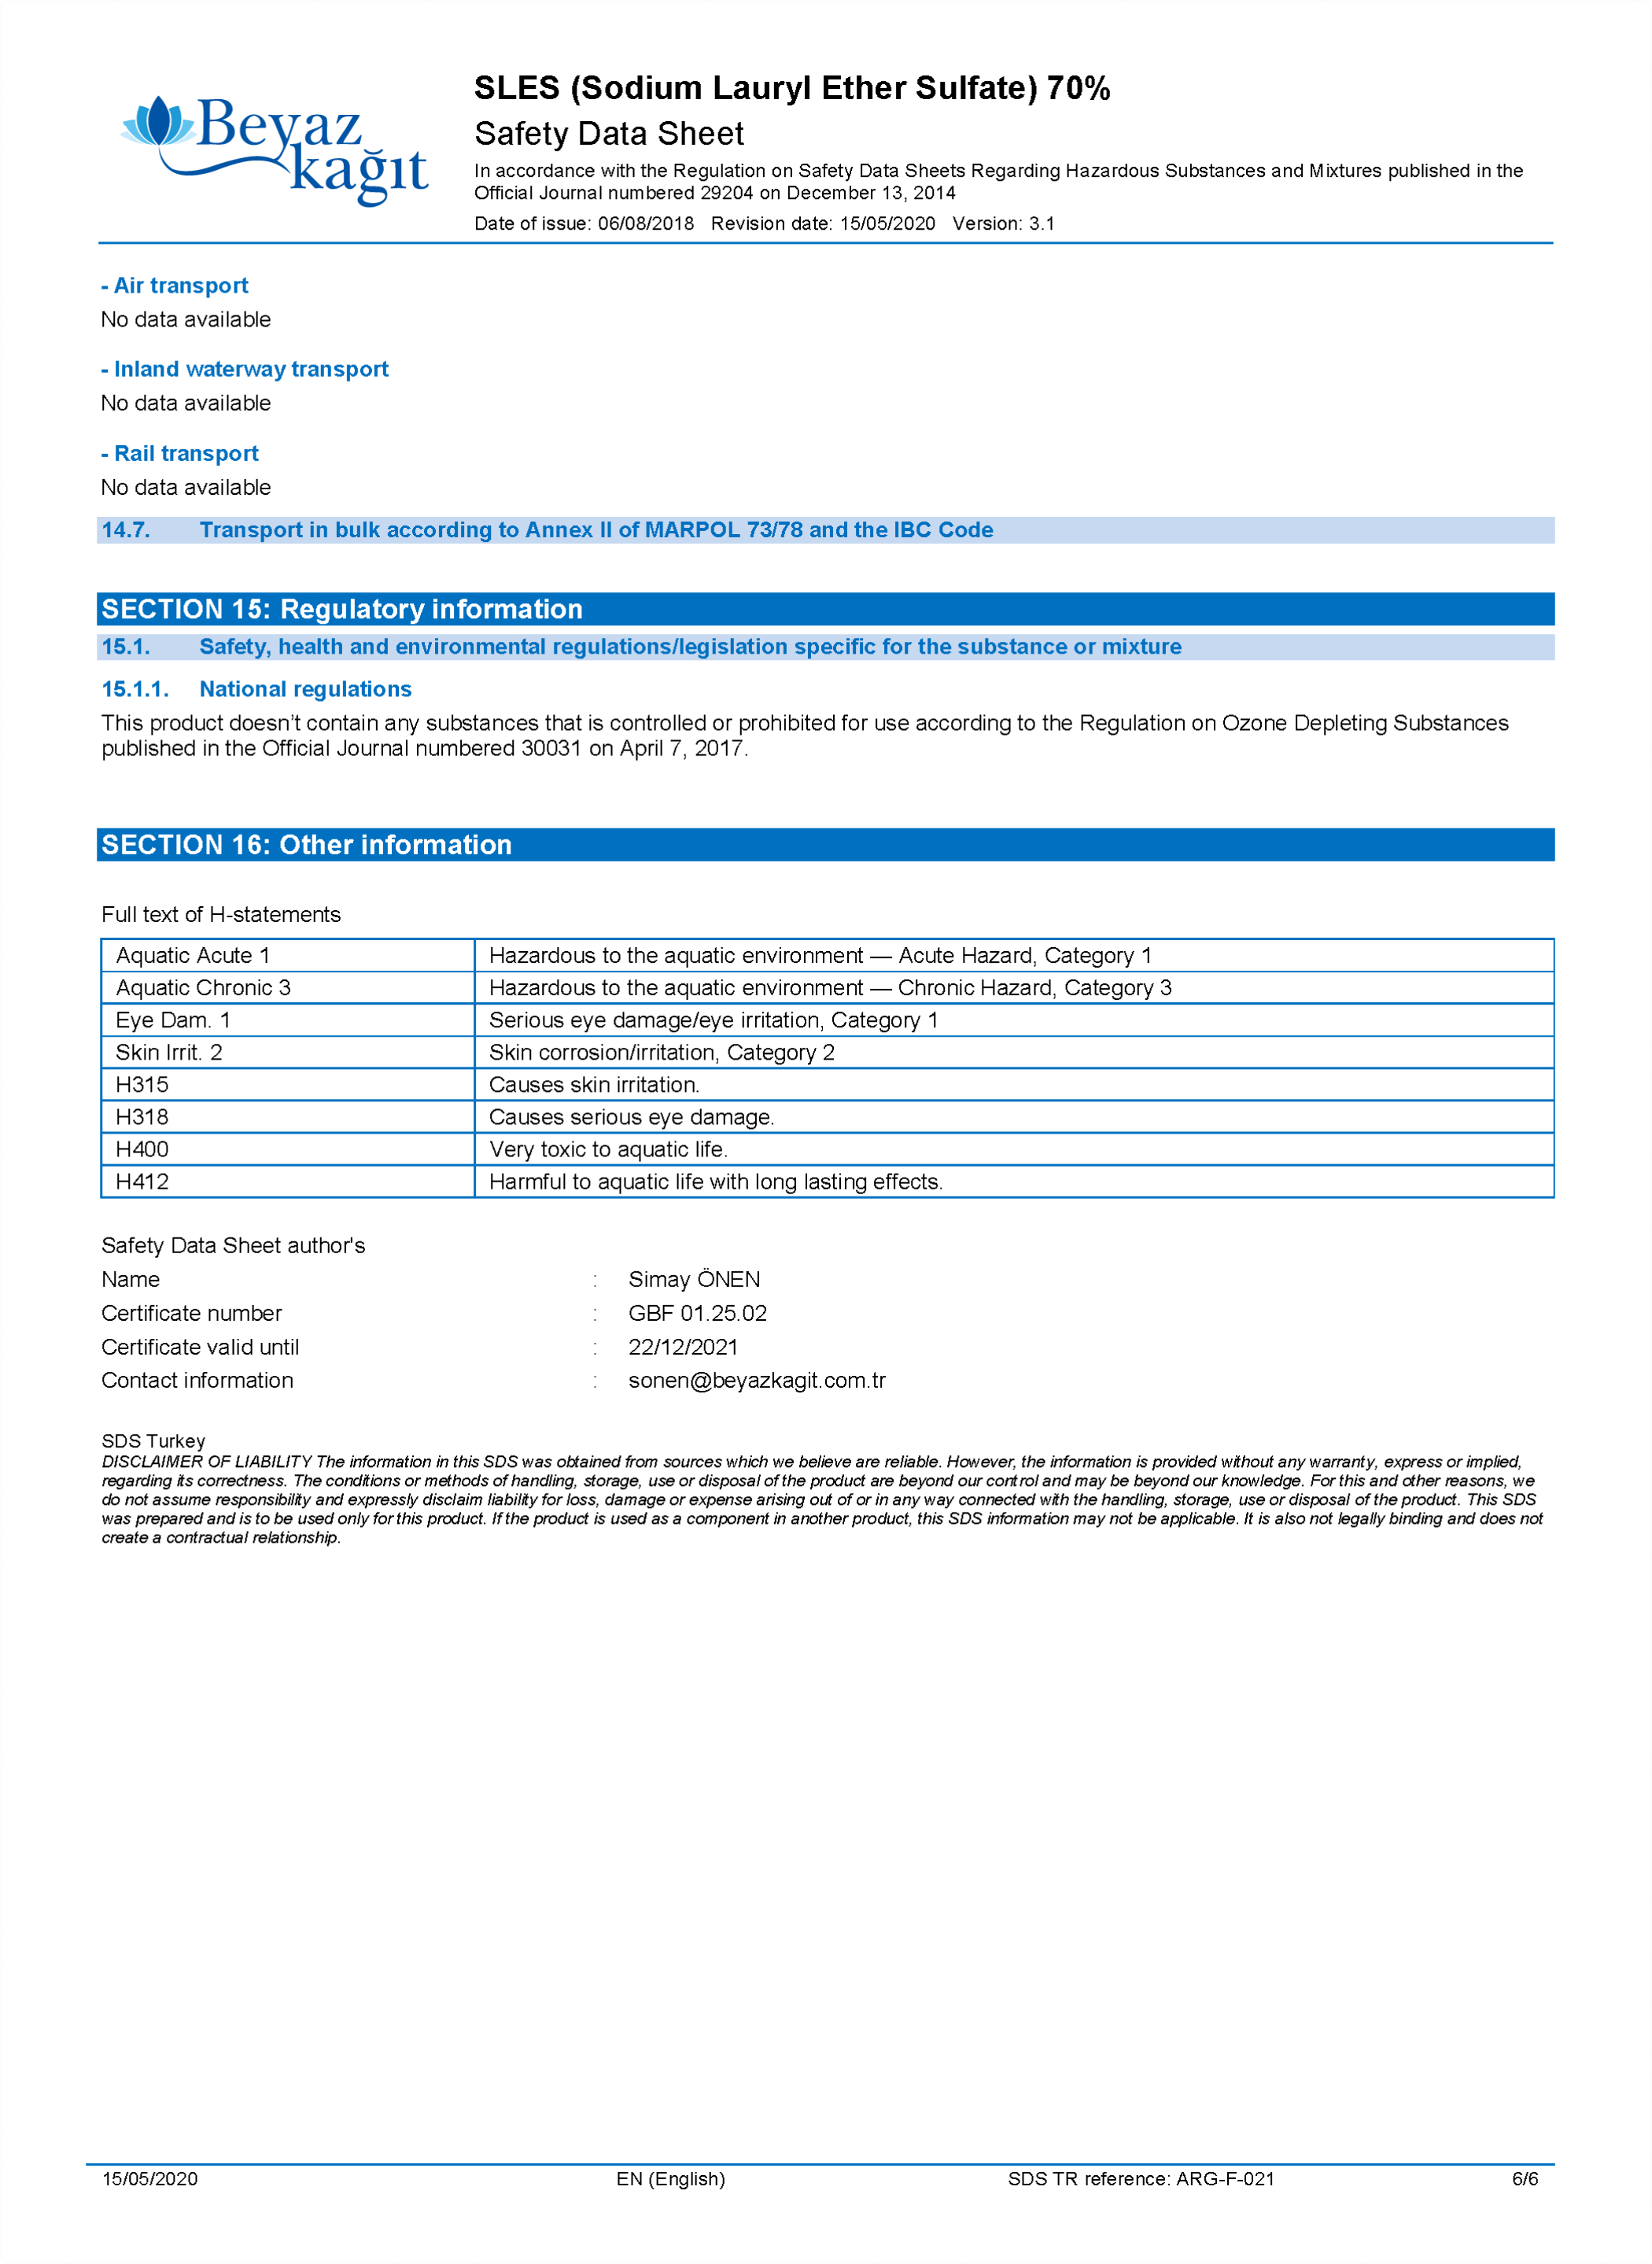 Beyaz
kağıt
SLES (Sodium Lauryl Ether Sulfate) 70%
Safety Data Sheet
In accordance with the Regulation on Safety Data Sheets Regarding Hazardous Substances and Mixtures published in the
Official Journal numbered 29204 on December 13, 2014
Date of issue: 06/08/2018 Revision date: 15/05/2020 Version: 3.1
- Air transport
No data available
- Inland waterway transport
No data available
- Rail transport
No data available
14.7. Transport in bulk according to Annex II of MARPOL 73/78 and the IBC Code
SECTION 15: Regulatory information
15.1. Safety, health and environmental regulations/legislation specific for the substance or mixture
15.1.1. National regulations
This product doesn’t contain any substances that is controlled or prohibited for use according to the Regulation on Ozone Depleting Substances
published in the Official Journal numbered 30031 on April 7, 2017.
SECTION 16: Other information
Full text of H-statements
Aquatic Acute 1 Hazardous to the aquatic environment — Acute Hazard, Category 1
Aquatic Chronic 3 Hazardous to the aquatic environment — Chronic Hazard, Category 3
Eye Dam. 1 Serious eye damage/eye irritation, Category 1
Skin Irrit. 2 Skin corrosion/irritation, Category 2
H315 Causes skin irritation.
H318 Causes serious eye damage.
H400 Very toxic to aquatic life.
H412 Harmful to aquatic life with long lasting effects.
Safety Data Sheet author's
Name : Simay ÖNEN
Certificate number : GBF 01.25.02
Certificate valid until : 22/12/2021
Contact information : sonen@beyazkagit.com.tr
SDS Turkey
DISCLAIMER OF LIABILITY The information in this SDS was obtained from sources which we believe are reliable. However, the information is provided without any warranty, express or implied,
regarding its correctness. The conditions or methods of handling, storage, use or disposal of the product are beyond our control and may be beyond our knowledge. For this and other reasons, we
do not assume responsibility and expressly disclaim liability for loss, damage or expense arising out of or in any way connected with the handling, storage, use or disposal of the product. This SDS
was prepared and is to be used only for this product. If the product is used as a component in another product, this SDS information may not be applicable. It is also not legally binding and does not
create a contractual relationship.
15/05/2020 EN (English) SDS TR reference: ARG-F-021 6/6